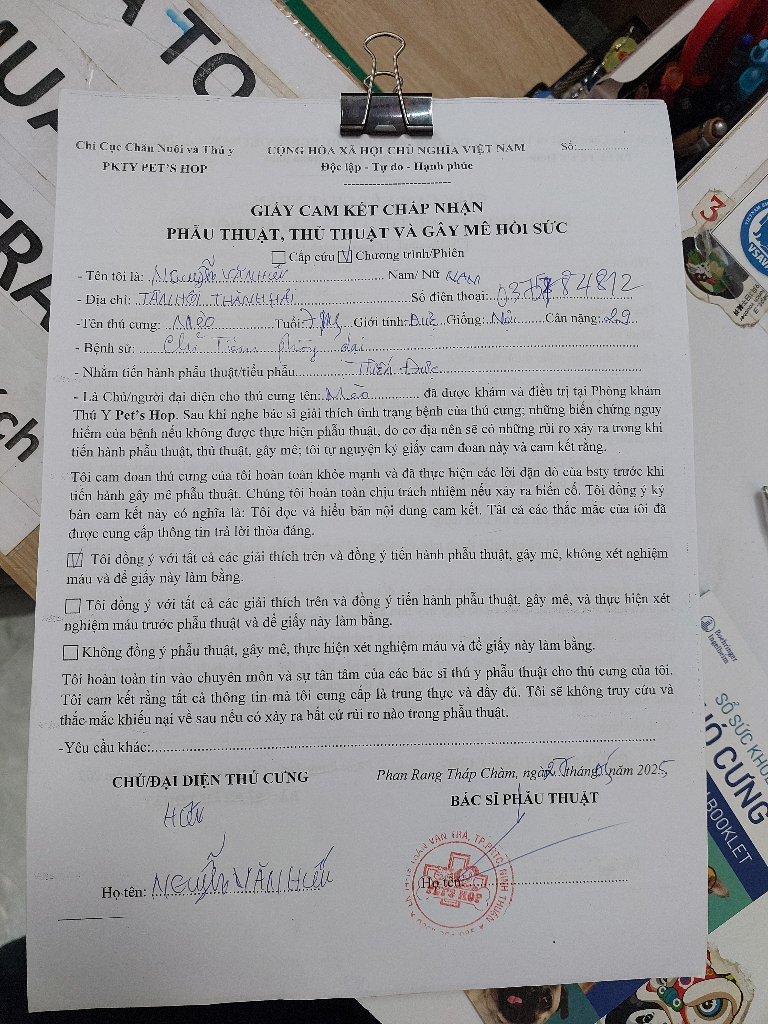 MUA TO
TRA
ích
Chi Cục Chăn Nuôi và Thú y
CỘNG HÒA XÃ HỘI CHỦ NGHĨA VIỆT NAM
Số:
PKTY PET'S HOP
Độc lập - Tự do - Hạnh phúc
GIẤY CAM KẾT CHẤP NHẬN
PHẪU THUẬT, THỦ THUẬT VÀ GÂY MÊ HỒI SỨC
Cấp cứu Chương trình/Phiên
- Tên tôi là: Nguyễn Văn Hiếu Nam/ Nữ NAM
- Địa chỉ: TÂN HỘI THÀNH HẢI Số điện thoại: 0375784812
-Tên thú cưng: Mèo Tuổi: 7 Giới tính: Đực Giống: Nội Cân nặng: 2.9
- Bệnh sử: Chủ Tiêm phòng đại
- Nhằm tiến hành phẫu thuật/tiểu phẫu Thiến Đực
- Là Chủ/người đại diện cho thú cưng tên: Mèo đã được khám và điều trị tại Phòng khám
Thú Y Pet's Hop. Sau khi nghe bác sĩ giải thích tình trạng bệnh của thú cưng; những biến chứng nguy
hiểm của bệnh nếu không được thực hiện phẫu thuật, do cơ địa nên sẽ có những rủi ro xảy ra trong khi
tiến hành phẫu thuật, thủ thuật, gây mê; tôi tự nguyện ký giấy cam đoan này và cam kết rằng.
Tôi cam đoan thú cưng của tôi hoàn toàn khỏe mạnh và đã thực hiện các lời dặn dò của bsty trước khi
tiến hành gây mê phẫu thuật. Chúng tôi hoàn toàn chịu trách nhiệm nếu xảy ra biến cố. Tôi đồng ý ký
bản cam kết này có nghĩa là: Tôi đọc và hiểu bản nội dung cam kết. Tất cả các thắc mắc của tôi đã
được cung cấp thông tin trả lời thỏa đáng.
Tôi đồng ý với tất cả các giải thích trên và đồng ý tiến hành phẫu thuật, gây mê, không xét nghiệm
máu và để giấy này làm bằng.
Tôi đồng ý với tất cả các giải thích trên và đồng ý tiến hành phẫu thuật, gây mê, và thực hiện xét
nghiệm máu trước phẫu thuật và để giấy này làm bằng.
Không đồng ý phẫu thuật, gây mê, thực hiện xét nghiệm máu và để giấy này làm bằng.
Tôi hoàn toàn tin vào chuyên môn và sự tân tâm của các bác sĩ thú y phẫu thuật cho thú cưng của tôi.
Tôi cam kết rằng tất cả thông tin mà tôi cung cấp là trung thực và đầy đủ. Tôi sẽ không truy cứu và
thắc mắc khiếu nại về sau nếu có xảy ra bất cứ rủi ro nào trong phẫu thuật.
-Yêu cầu khác:
CHỦ/ĐẠI DIỆN THÚ CƯNG
Phan Rang Tháp Chàm, ngày tháng năm 2025
BÁC SĨ PHẪU THUẬT
Hiếu
Họ tên: Nguyễn Văn Hiếu
Họ tên:
PET'S HOP
3
VSAVA
Boehringer
Ingelheim
SỔ SỨC KHỎE
HÓ CƯNG
BOOKLET